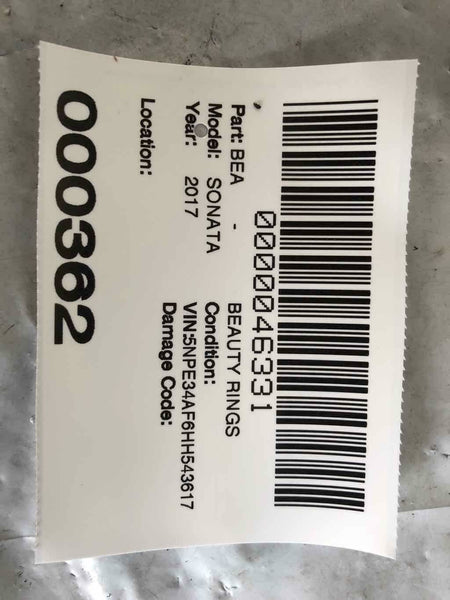 0000046331
Part: BEA - BEAUTY RINGS
Model: SONATA Condition:
Year: 2017 VIN:5NPE34AF6HH543617
Damage Code:
Location:
000362